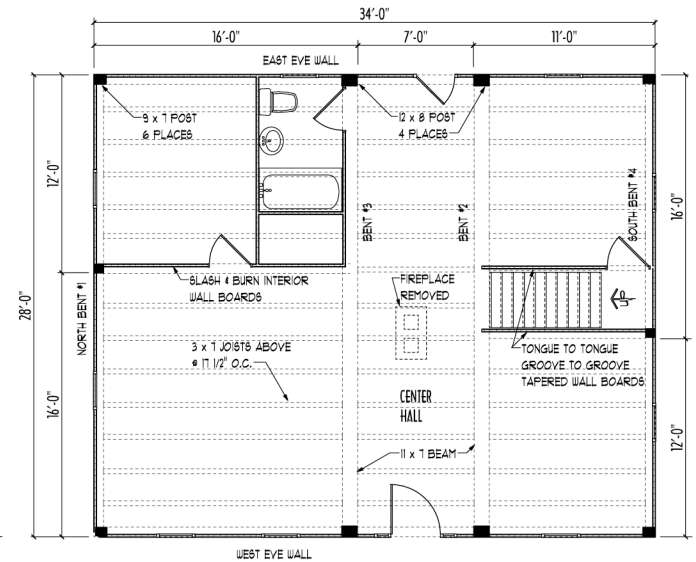 34'-0"
16'-0"
7'-0"
11'-0"
EAST EVE WALL
9 x 7 POST
6 PLACES
12 x 8 POST
4 PLACES
12'-0"
28'-0"
16'-0"
NORTH BENT #1
BENT #3
BENT #2
SOUTH BENT #4
16'-0"
12'-0"
SLASH & BURN INTERIOR
WALL BOARDS
FIREPLACE
REMOVED
UP
3 x 7 JOISTS ABOVE
@ 17 1/2" O.C.
TONGUE TO TONGUE
GROOVE TO GROOVE
TAPERED WALL BOARDS
CENTER
HALL
11 x 7 BEAM
WEST EVE WALL